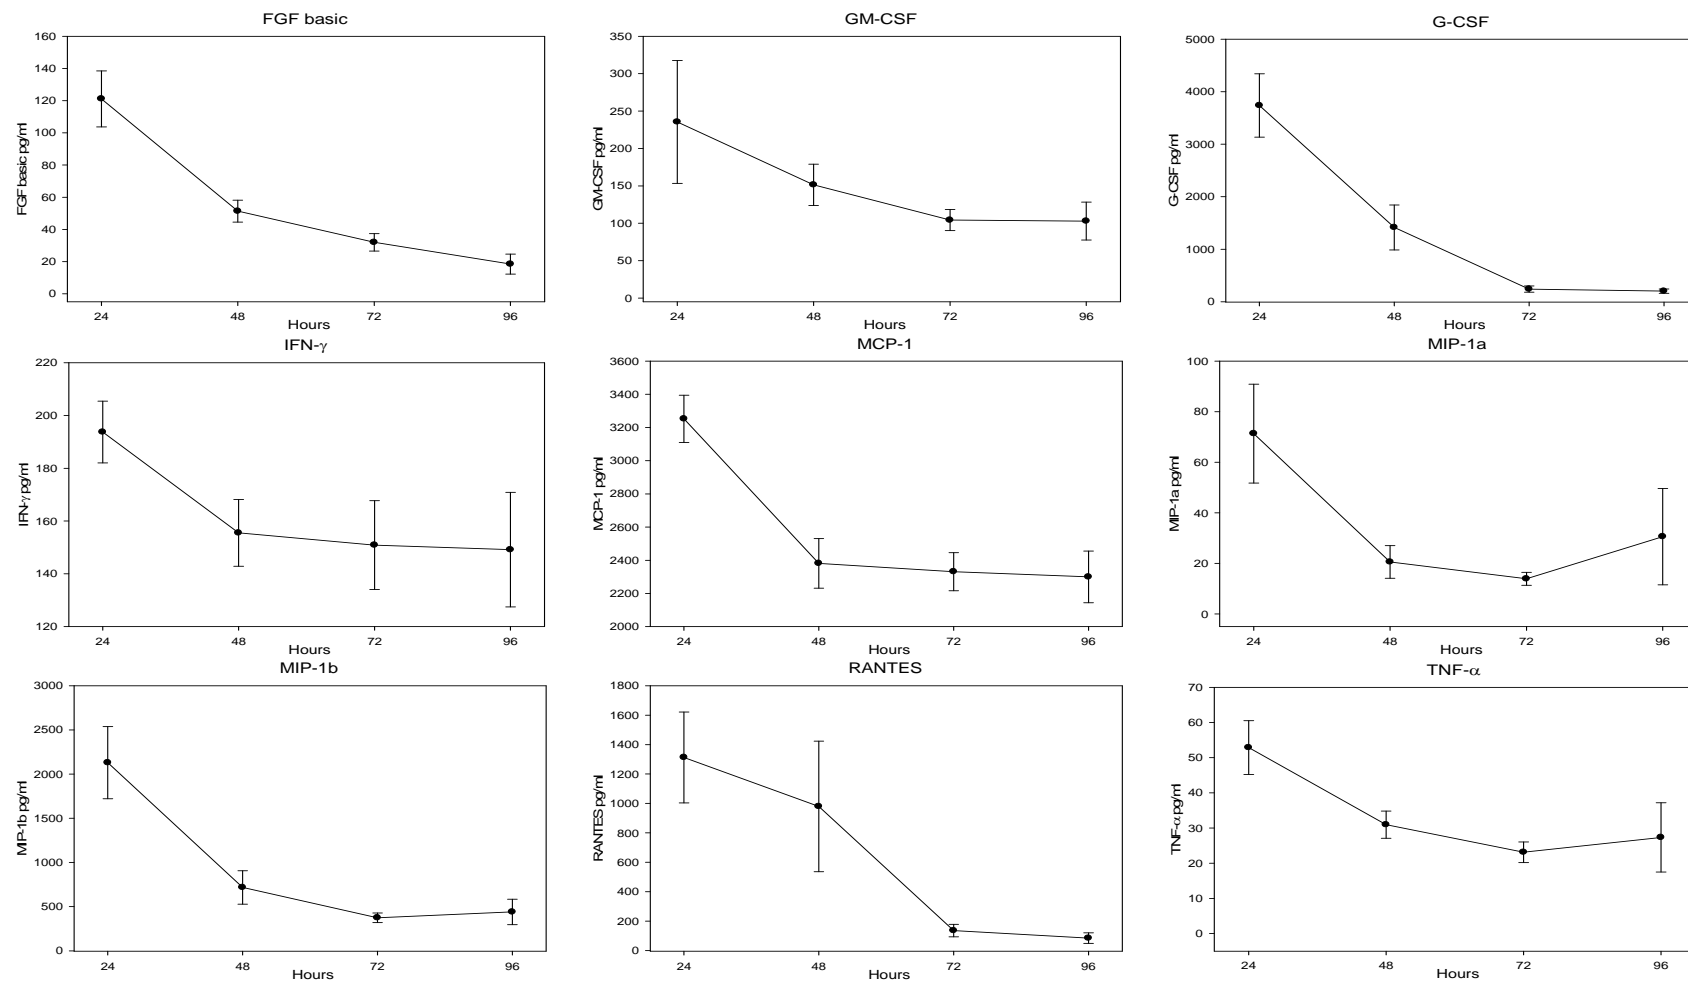 FGF basic
FGF basic pg/ml
160
140
120
100
80
60
40
20
0
24 48 72 96
Hours
GM-CSF
GM-CSF pg/ml
350
300
250
200
150
100
50
0
24 48 72 96
Hours
G-CSF
G-CSF pg/ml
5000
4000
3000
2000
1000
0
24 48 72 96
Hours
IFN-γ
IFN-γ pg/ml
220
200
180
160
140
120
24 48 72 96
Hours
MCP-1
MCP-1 pg/ml
3600
3400
3200
3000
2800
2600
2400
2200
2000
24 48 72 96
Hours
MIP-1a
MIP-1a pg/ml
100
80
60
40
20
0
24 48 72 96
Hours
MIP-1b
MIP-1b pg/ml
3000
2500
2000
1500
1000
500
0
24 48 72 96
Hours
RANTES
RANTES pg/ml
1800
1600
1400
1200
1000
800
600
400
200
0
24 48 72 96
Hours
TNF-α
TNF-α pg/ml
70
60
50
40
30
20
10
0
24 48 72 96
Hours